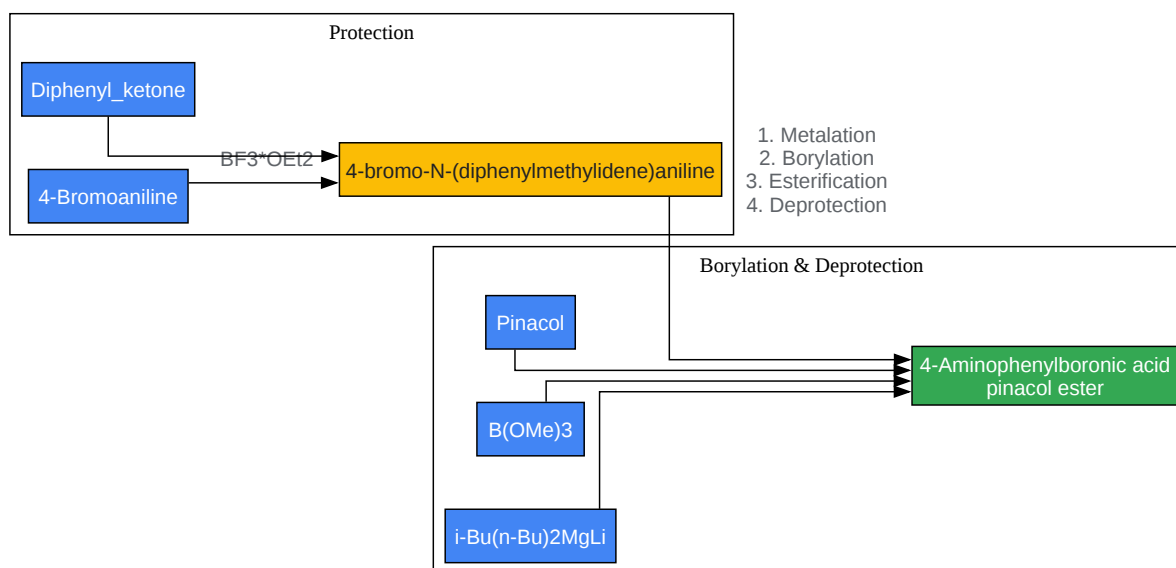 Protection
Diphenyl_ketone
BF3*OEt2
4-Bromoaniline
4-bromo-N-(diphenylmethylidene)aniline
1. Metalation
2. Borylation
3. Esterification
4. Deprotection
Borylation & Deprotection
Pinacol
B(OMe)3
i-Bu(n-Bu)2MgLi
4-Aminophenylboronic acid
pinacol ester